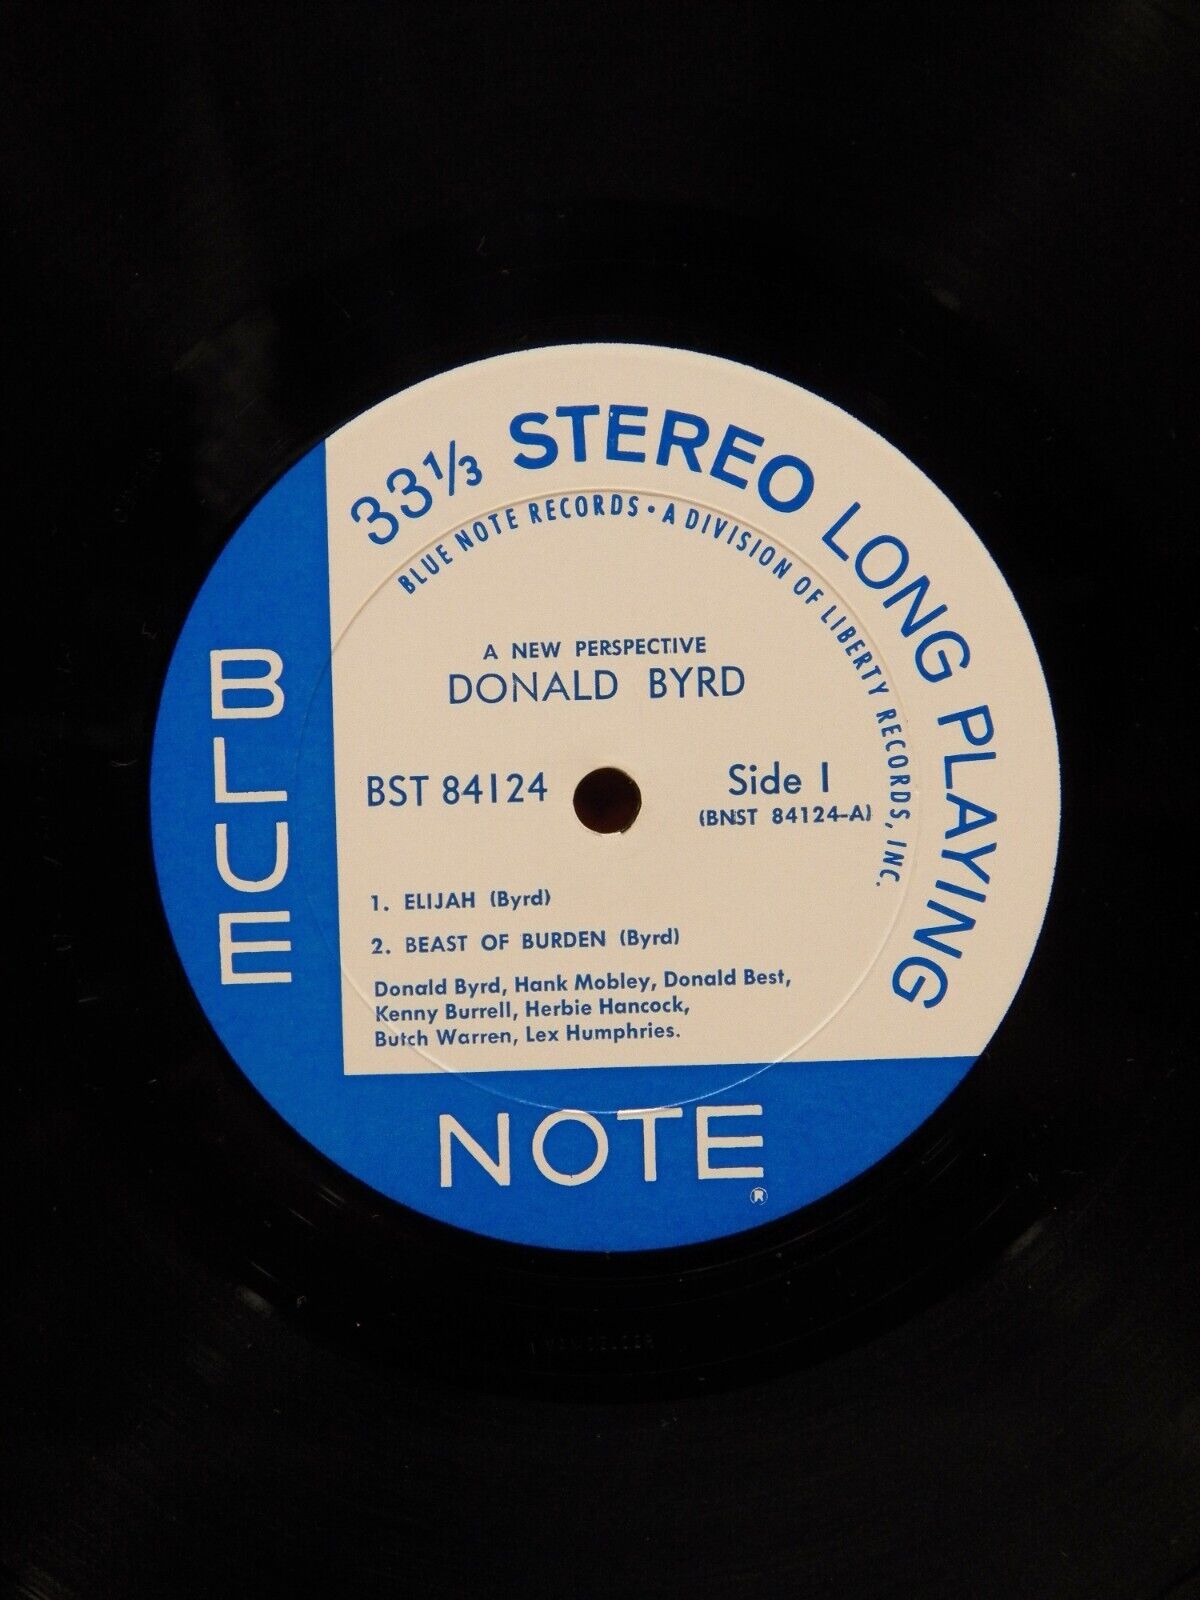 33⅓ STEREO LONG PLAYING
BLUE NOTE RECORDS • A DIVISION OF LIBERTY RECORDS, INC.
A NEW PERSPECTIVE
DONALD BYRD
BST 84124
Side 1
(BNST 84124-A)
1. ELIJAH (Byrd)
2. BEAST OF BURDEN (Byrd)
Donald Byrd, Hank Mobley, Donald Best,
Kenny Burrell, Herbie Hancock,
Butch Warren, Lex Humphries.
BLUE
NOTE
®